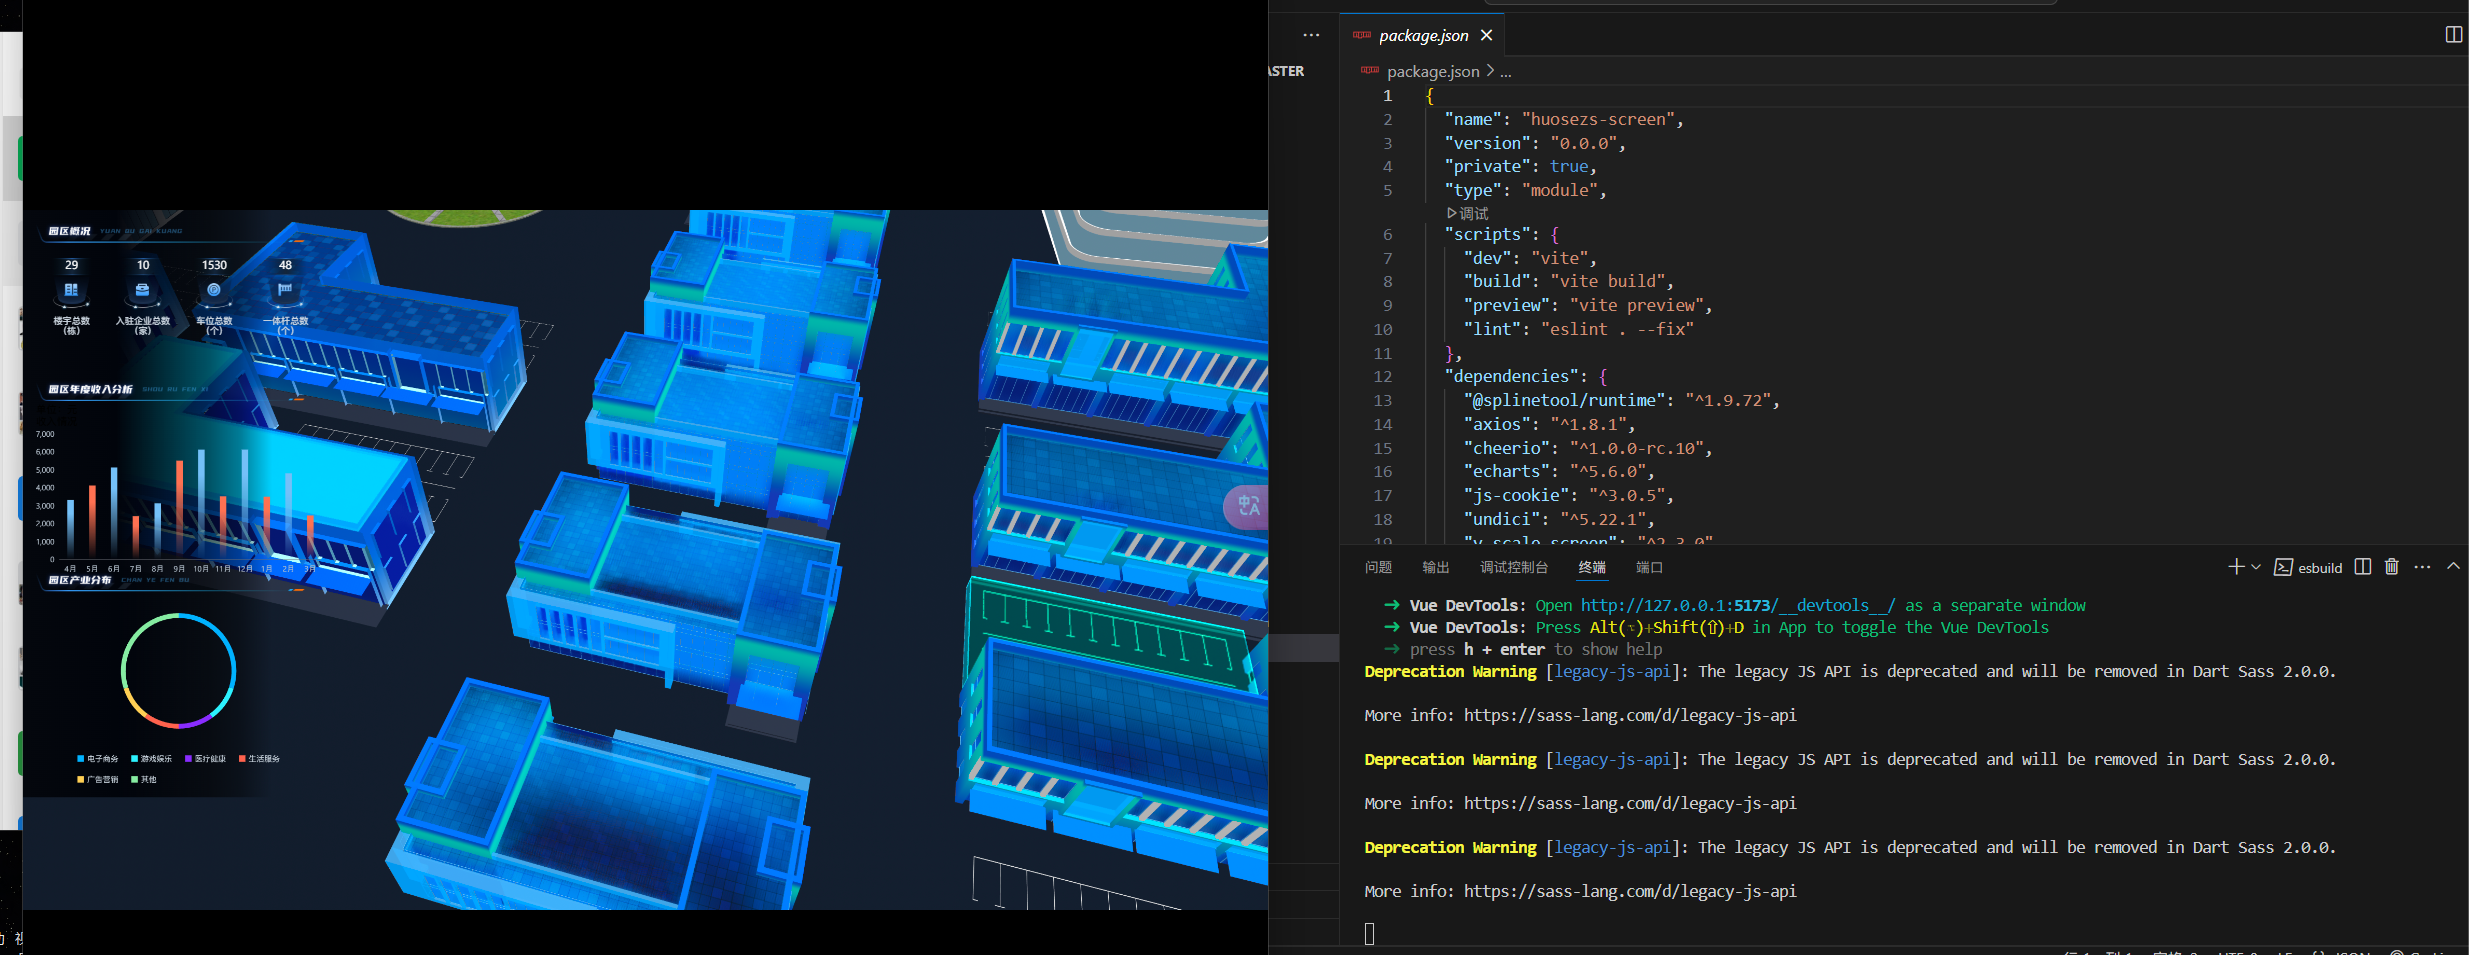 园区概况 YUAN QU GAI KUANG
29 10 1530 48
楼宇总数 入驻企业总数 车位总数 一体杆总数
(栋) (家) (个) (个)
园区年度收入分析 SHOU RU FEN XI
7,000
6,000
5,000
4,000
3,000
2,000
1,000
0
4月 5月 6月 7月 8月 9月 10月 11月 12月 1月 2月 3月
园区产业分布 CHAN YE FEN BU
电子商务 游戏娱乐 医疗健康 生活服务
广告营销 其他
中A
ASTER
package.json
package.json > ...
1 {
2 "name": "huosezs-screen",
3 "version": "0.0.0",
4 "private": true,
5 "type": "module",
调试
6 "scripts": {
7 "dev": "vite",
8 "build": "vite build",
9 "preview": "vite preview",
10 "lint": "eslint . --fix"
11 },
12 "dependencies": {
13 "@splinetool/runtime": "^1.9.72",
14 "axios": "^1.8.1",
15 "cheerio": "^1.0.0-rc.10",
16 "echarts": "^5.6.0",
17 "js-cookie": "^3.0.5",
18 "undici": "^5.22.1",
19 "v-scale-screen": "^2.3.0"
问题 输出 调试控制台 终端 端口
esbuild
➜ Vue DevTools: Open http://127.0.0.1:5173/__devtools__/ as a separate window
➜ Vue DevTools: Press Alt(⌥)+Shift(⇧)+D in App to toggle the Vue DevTools
➜ press h + enter to show help
Deprecation Warning [legacy-js-api]: The legacy JS API is deprecated and will be removed in Dart Sass 2.0.0.
More info: https://sass-lang.com/d/legacy-js-api
Deprecation Warning [legacy-js-api]: The legacy JS API is deprecated and will be removed in Dart Sass 2.0.0.
More info: https://sass-lang.com/d/legacy-js-api
Deprecation Warning [legacy-js-api]: The legacy JS API is deprecated and will be removed in Dart Sass 2.0.0.
More info: https://sass-lang.com/d/legacy-js-api